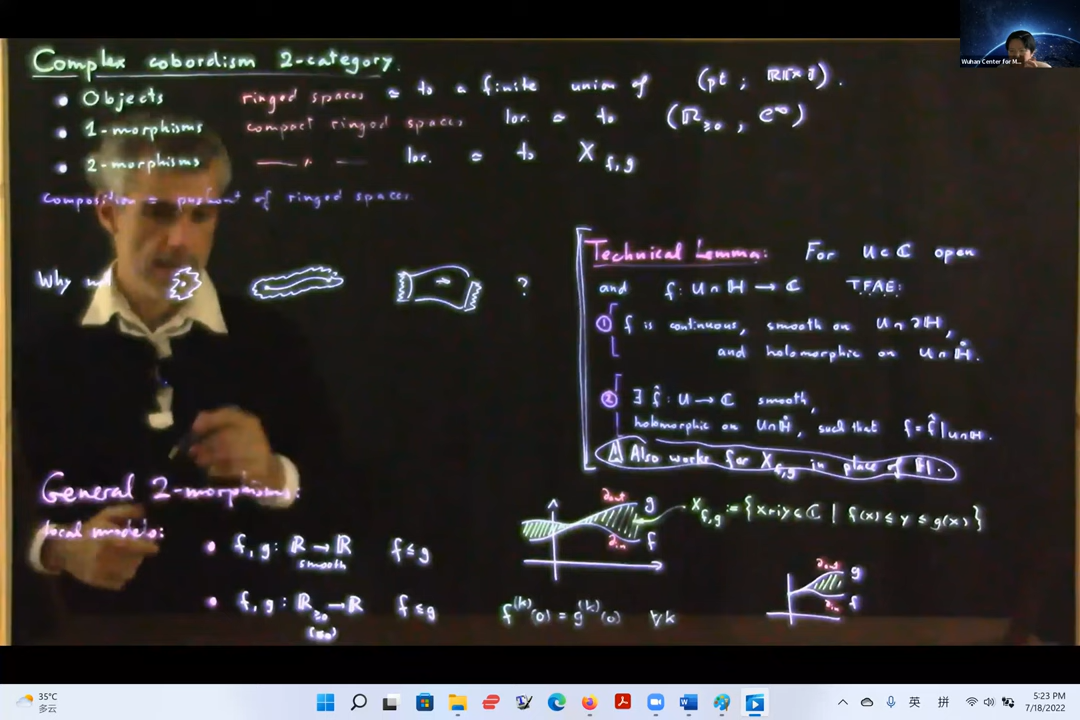 Complex cobordism 2-category.
• Objects ringed spaces ≃ to a finite union of (pt ; ℝ⟦x⟧).
• 1-morphisms compact ringed spaces loc. ≃ to (ℝ≥0 , C^∞)
• 2-morphisms —— " —— loc. ≃ to X_{f,g}
composition = pushout of ringed spaces.
Why not ?
Technical Lemma: For U ⊂ ℂ open
and f: U ∩ ℍ → ℂ TFAE:
① f is continuous, smooth on U ∩ ∂ℍ,
and holomorphic on U ∩ ℍ̊.
② ∃ f̂ : U → ℂ smooth,
holomorphic on U ∩ ℍ̊, such that f = f̂|_{U∩ℍ}.
⚠ Also works for X_{f,g} in place of ℍ.
General 2-morphisms:
local models:
• f, g : ℝ → ℝ smooth f ≤ g
∂out g
∂in f
X_{f,g} := {x+iy ∈ ℂ | f(x) ≤ y ≤ g(x)}
• f, g : ℝ≥0 → ℝ f ≤ g f^{(k)}(0) = g^{(k)}(0) ∀k
∂out g
∂in f
Wuhan Center for M...
35°C
多云
英 拼
5:23 PM
7/18/2022